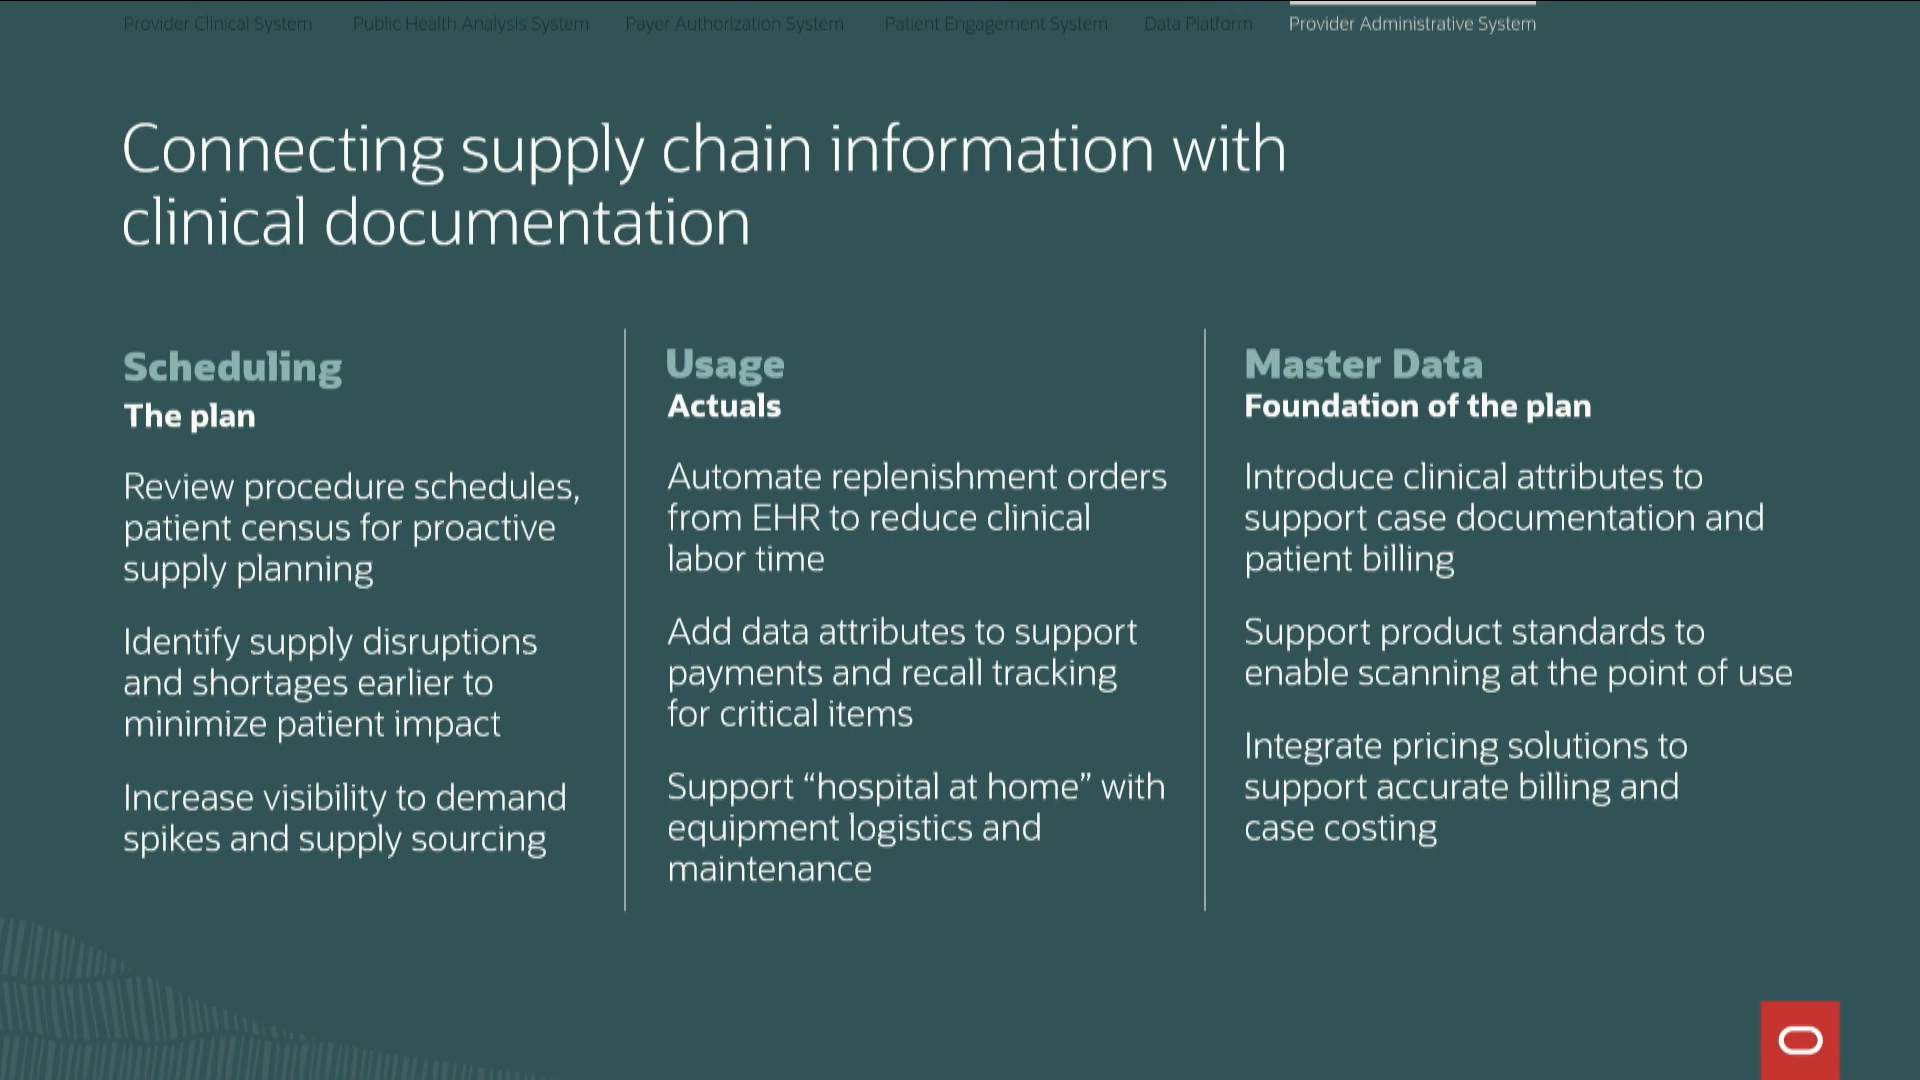 Provider Clinical System Public Health Analysis System Payer Authorization System Patient Engagement System Data Platform Provider Administrative System
Connecting supply chain information with
clinical documentation
Scheduling
The plan
Review procedure schedules,
patient census for proactive
supply planning
Identify supply disruptions
and shortages earlier to
minimize patient impact
Increase visibility to demand
spikes and supply sourcing
Usage
Actuals
Automate replenishment orders
from EHR to reduce clinical
labor time
Add data attributes to support
payments and recall tracking
for critical items
Support “hospital at home” with
equipment logistics and
maintenance
Master Data
Foundation of the plan
Introduce clinical attributes to
support case documentation and
patient billing
Support product standards to
enable scanning at the point of use
Integrate pricing solutions to
support accurate billing and
case costing